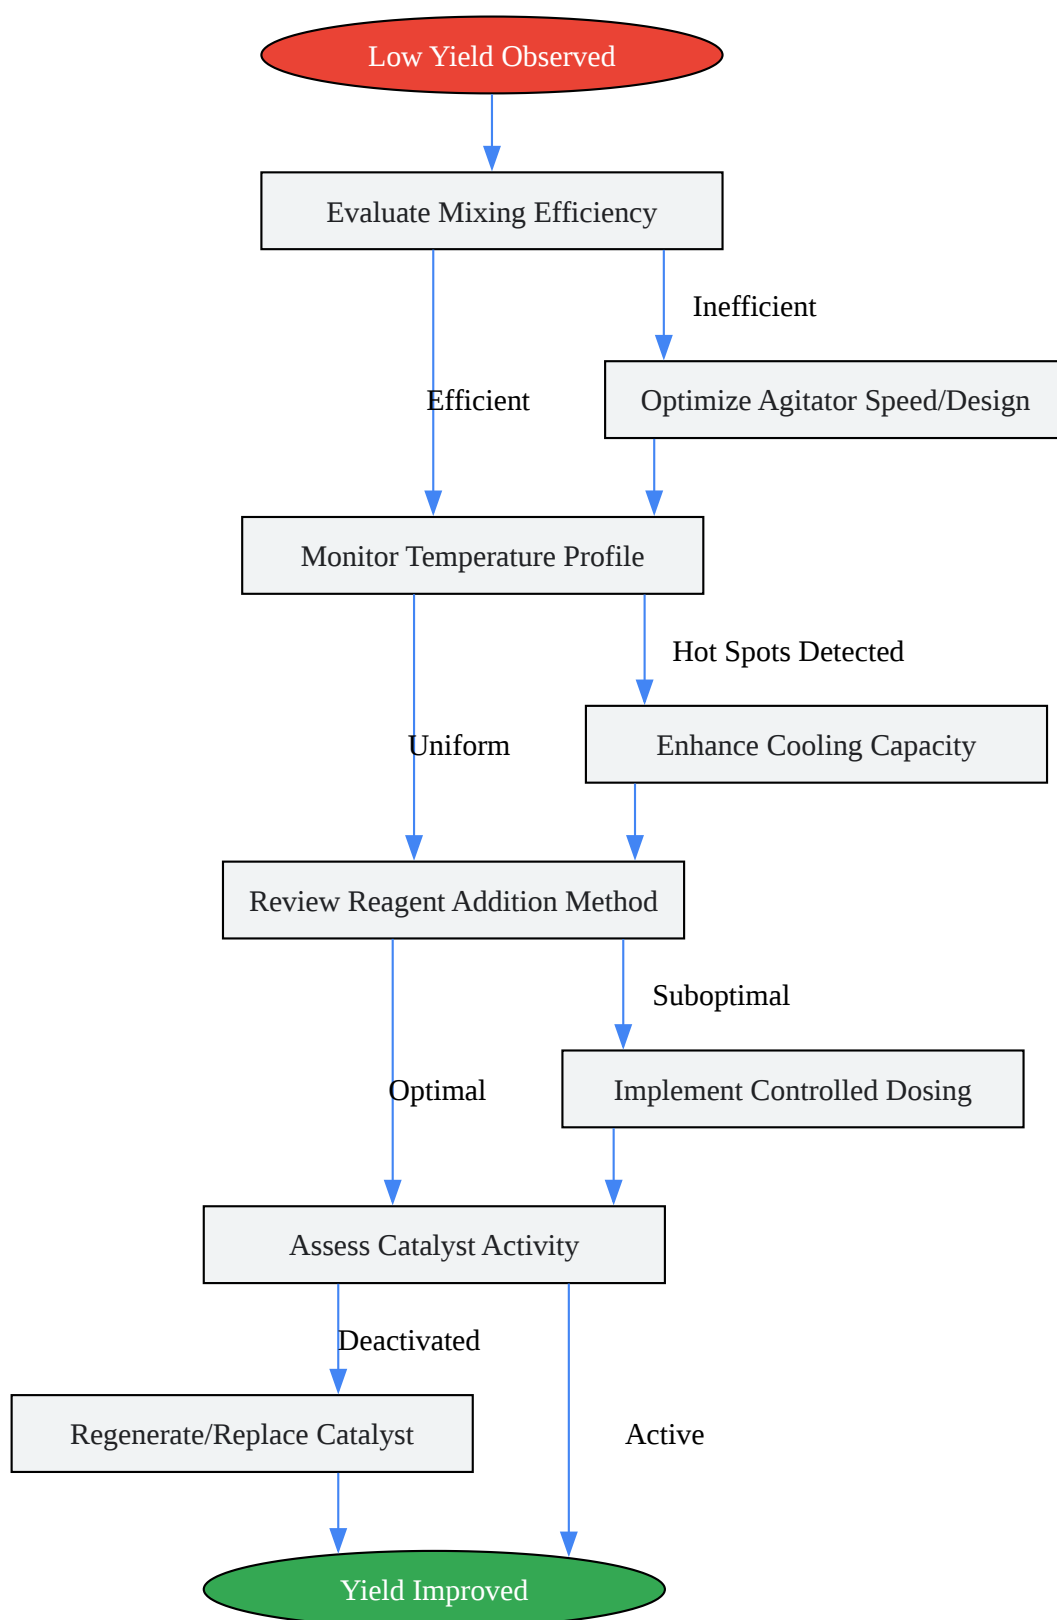 Low Yield Observed
Evaluate Mixing Efficiency
Inefficient
Efficient
Optimize Agitator Speed/Design
Monitor Temperature Profile
Hot Spots Detected
Uniform
Enhance Cooling Capacity
Review Reagent Addition Method
Suboptimal
Optimal
Implement Controlled Dosing
Assess Catalyst Activity
Deactivated
Regenerate/Replace Catalyst
Active
Yield Improved